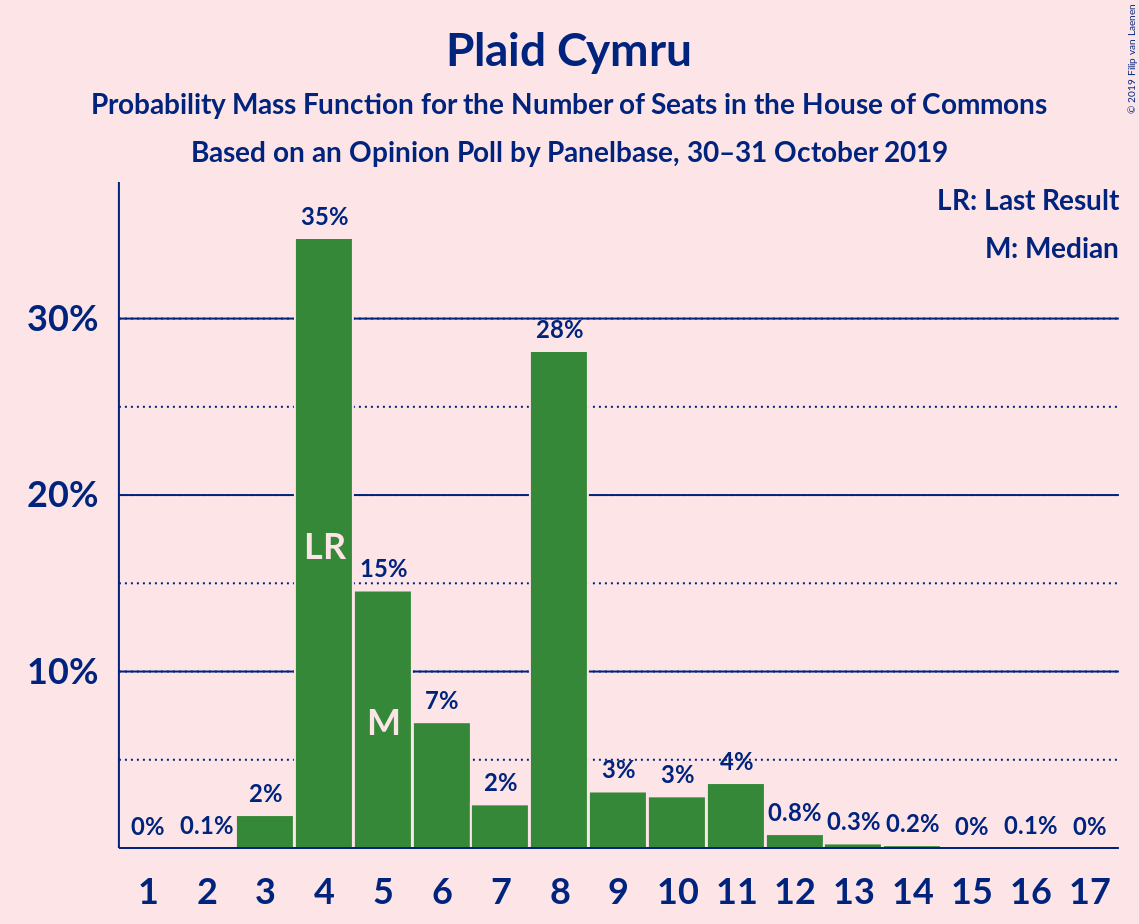 Plaid Cymru
Probability Mass Function for the Number of Seats in the House of Commons
Based on an Opinion Poll by Panelbase, 30–31 October 2019
© 2019 Filip van Laenen
LR: Last Result
M: Median
35%
30%
28%
20%
LR
15%
10%
7%
M
2%
3%
3%
4%
2%
0%
0.1%
0.8%
0.3%
0.2%
0%
0.1%
0%
1 2 3 4 5 6 7 8 9 10 11 12 13 14 15 16 17